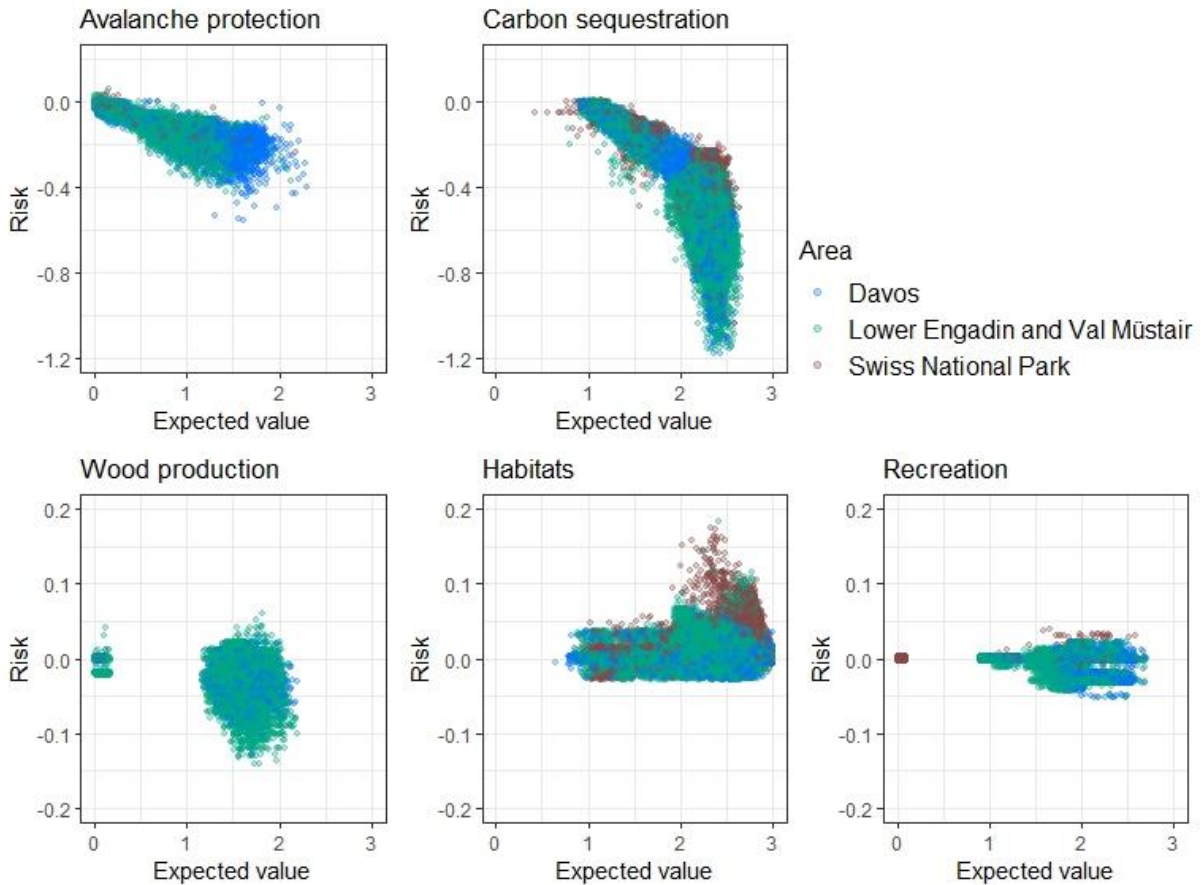 Avalanche protection
Carbon sequestration
0.0
-0.4
-0.8
-1.2
Risk
0 1 2 3
Expected value
0.0
-0.4
-0.8
-1.2
Risk
0 1 2 3
Expected value
Area
Davos
Lower Engadin and Val Müstair
Swiss National Park
Wood production
Habitats
Recreation
0.2
0.1
0.0
-0.1
-0.2
Risk
0 1 2 3
Expected value
0.2
0.1
0.0
-0.1
-0.2
Risk
0 1 2 3
Expected value
0.2
0.1
0.0
-0.1
-0.2
Risk
0 1 2 3
Expected value